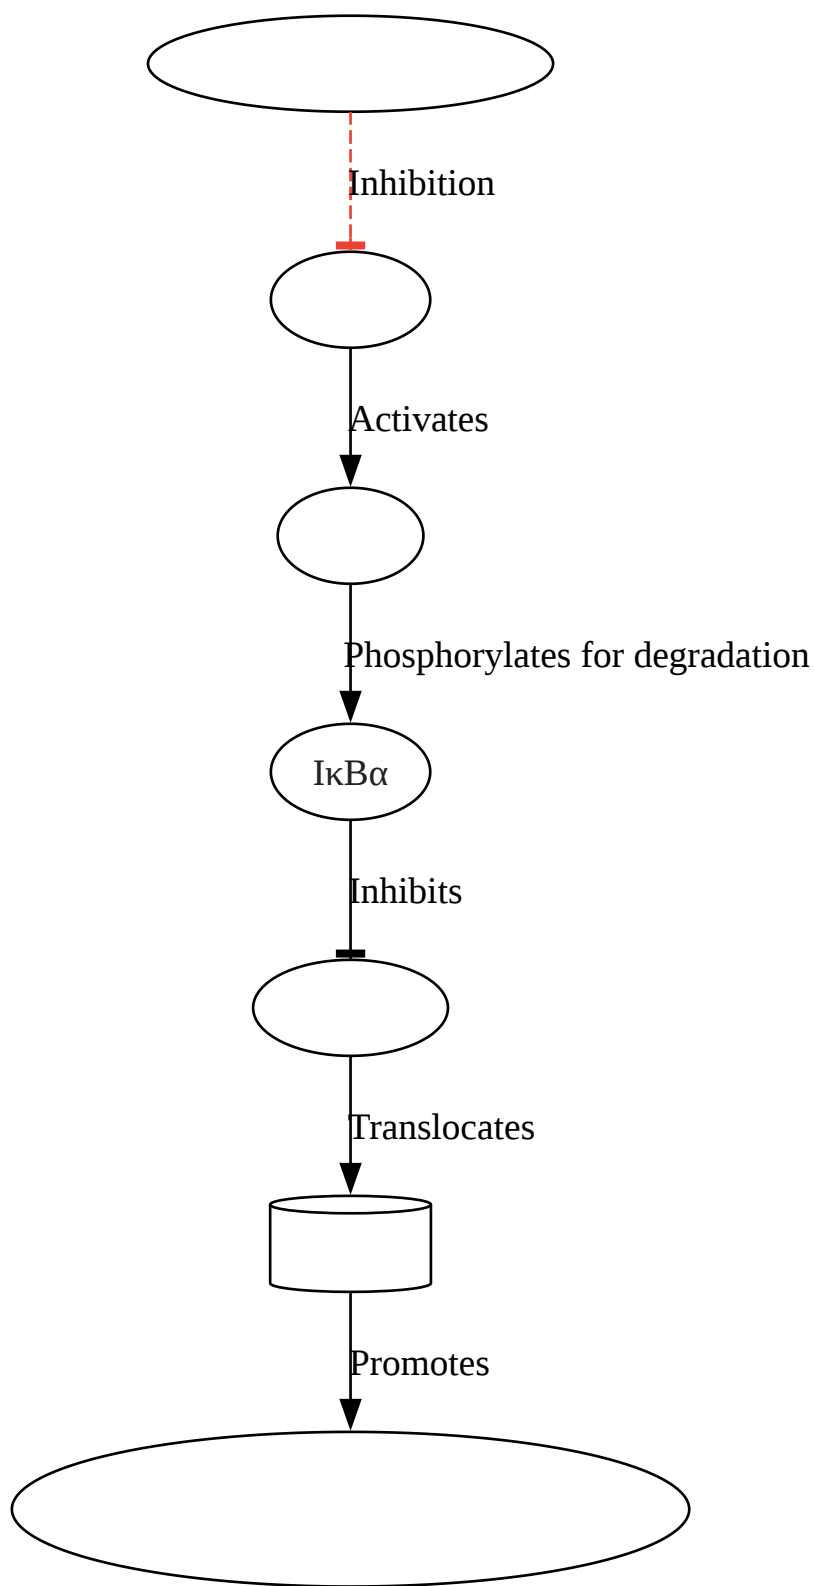 Inhibition
Activates
Phosphorylates for degradation
IκBα
Inhibits
Translocates
Promotes